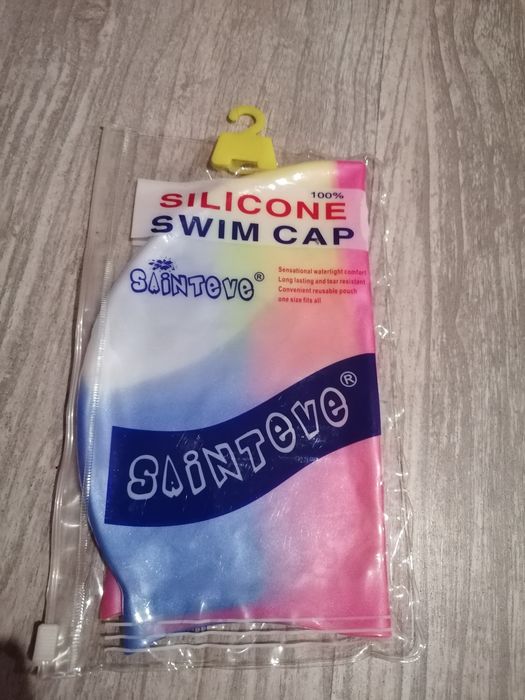 100%
SILICONE
SWIM CAP
SAiNTeVe®
Sensational watertight comfort
Long lasting and tear resistant
Convenient reusable pouch
one size fits all
SAiNTeVe®